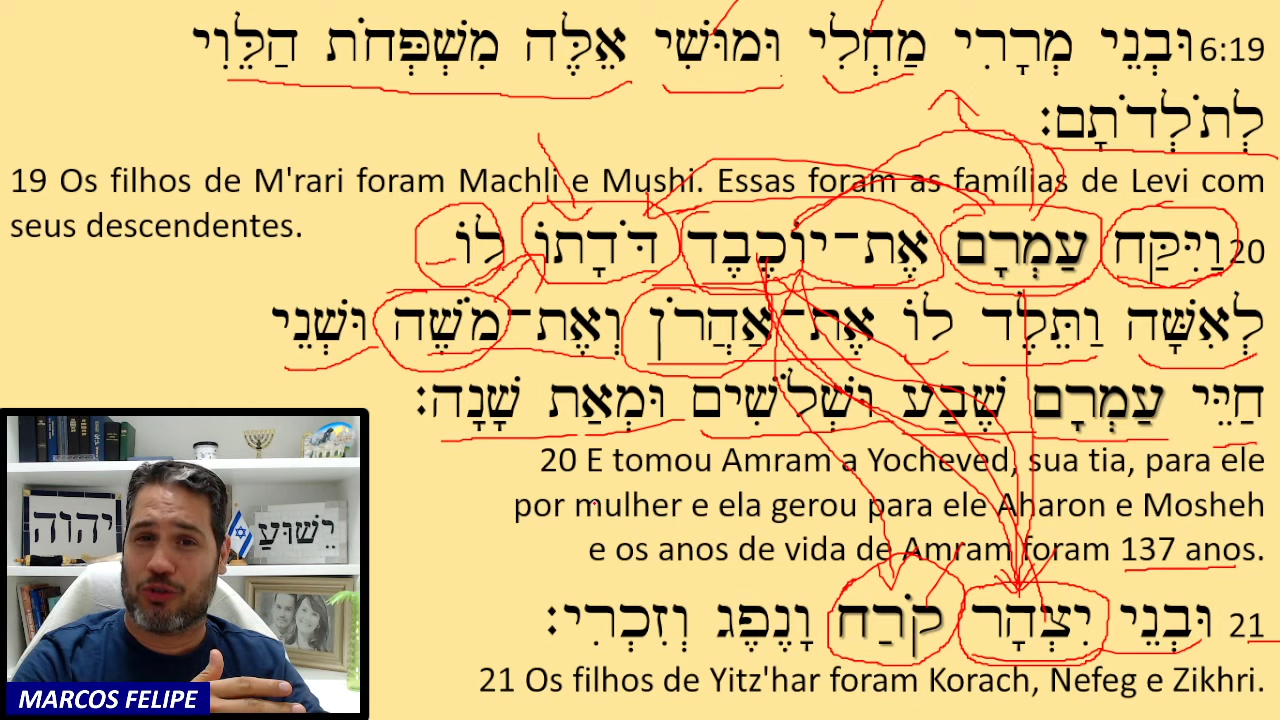 6:19 וּבְנֵי מְרָרִי מַחְלִי וּמוּשִׁי אֵלֶּה מִשְׁפְּחֹת הַלֵּוִי
לְתֹלְדֹתָם׃
19 Os filhos de M'rari foram Machli e Mushi. Essas foram as famílias de Levi com
seus descendentes.
20 וַיִּקַּח עַמְרָם אֶת־יוֹכֶבֶד דֹּדָתוֹ לוֹ
לְאִשָּׁה וַתֵּלֶד לוֹ אֶת־אַהֲרֹן וְאֶת־מֹשֶׁה וּשְׁנֵי
חַיֵּי עַמְרָם שֶׁבַע וּשְׁלֹשִׁים וּמְאַת שָׁנָה׃
20 E tomou Amram a Yocheved, sua tia, para ele
por mulher e ela gerou para ele Aharon e Mosheh
e os anos de vida de Amram foram 137 anos.
21 וּבְנֵי יִצְהָר קֹרַח וָנֶפֶג וְזִכְרִי׃
21 Os filhos de Yitz'har foram Korach, Nefeg e Zikhri.
יהוה
יֵשׁוּעַ
MARCOS FELIPE